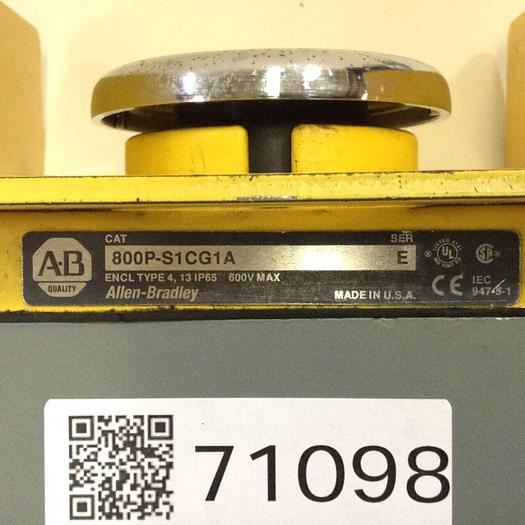 CAT SER
A-B 800P-S1CG1A E
QUALITY ENCL TYPE 4, 13 IP65 600V MAX
Allen-Bradley MADE IN U.S.A.
UL
CE IEC
947-5-1
71098